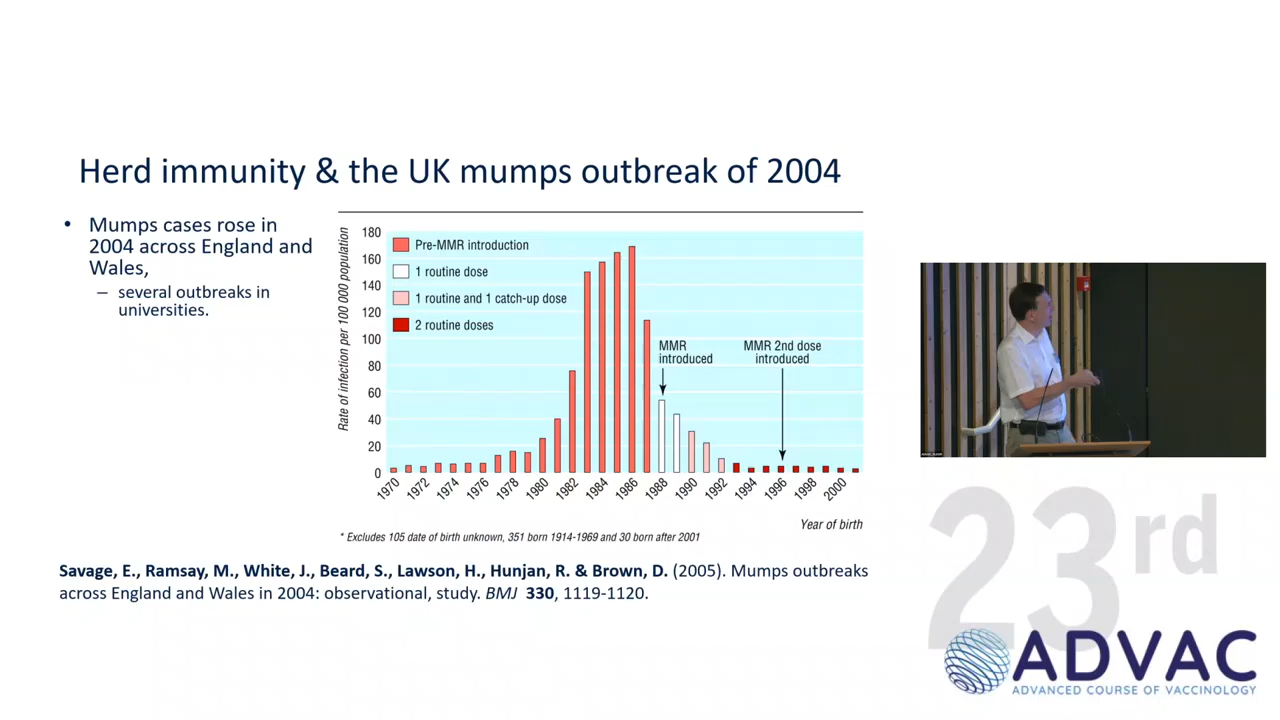 Herd immunity & the UK mumps outbreak of 2004
• Mumps cases rose in
2004 across England and
Wales,
– several outbreaks in
universities.
Rate of infection per 100 000 population
180
160
140
120
100
80
60
40
20
0
Pre-MMR introduction
1 routine dose
1 routine and 1 catch-up dose
2 routine doses
MMR
introduced
MMR 2nd dose
introduced
1970
1972
1974
1976
1978
1980
1982
1984
1986
1988
1990
1992
1994
1996
1998
2000
Year of birth
* Excludes 105 date of birth unknown, 351 born 1914-1969 and 30 born after 2001
Savage, E., Ramsay, M., White, J., Beard, S., Lawson, H., Hunjan, R. & Brown, D. (2005). Mumps outbreaks
across England and Wales in 2004: observational, study. BMJ 330, 1119-1120.
23rd
ADVAC
ADVANCED COURSE OF VACCINOLOGY